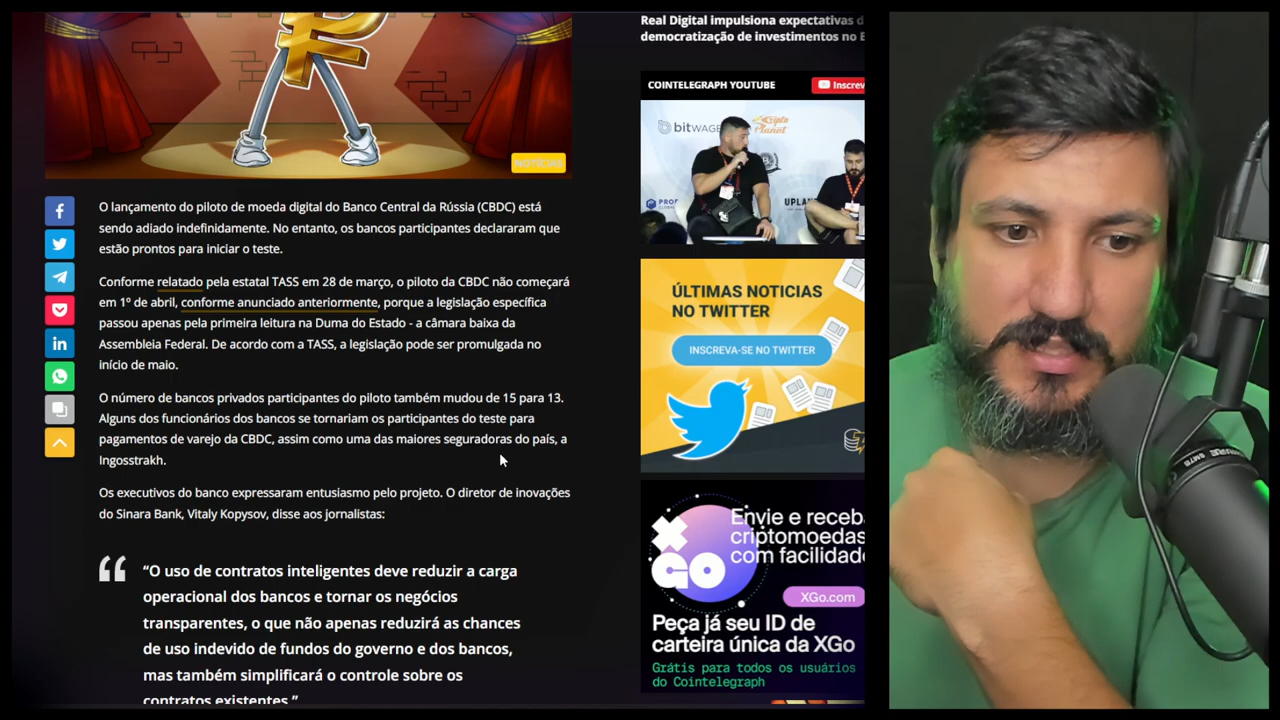 NOTÍCIAS
O lançamento do piloto de moeda digital do Banco Central da Rússia (CBDC) está
sendo adiado indefinidamente. No entanto, os bancos participantes declararam que
estão prontos para iniciar o teste.
Conforme relatado pela estatal TASS em 28 de março, o piloto da CBDC não começará
em 1º de abril, conforme anunciado anteriormente, porque a legislação específica
passou apenas pela primeira leitura na Duma do Estado - a câmara baixa da
Assembleia Federal. De acordo com a TASS, a legislação pode ser promulgada no
início de maio.
O número de bancos privados participantes do piloto também mudou de 15 para 13.
Alguns dos funcionários dos bancos se tornariam os participantes do teste para
pagamentos de varejo da CBDC, assim como uma das maiores seguradoras do país, a
Ingosstrakh.
Os executivos do banco expressaram entusiasmo pelo projeto. O diretor de inovações
do Sinara Bank, Vitaly Kopysov, disse aos jornalistas:
“O uso de contratos inteligentes deve reduzir a carga
operacional dos bancos e tornar os negócios
transparentes, o que não apenas reduzirá as chances
de uso indevido de fundos do governo e dos bancos,
mas também simplificará o controle sobre os
contratos existentes.”
Real Digital impulsiona expectativas d
democratização de investimentos no
COINTELEGRAPH YOUTUBE
Inscrev
bitWAGE
Planet
UPLAN
ÚLTIMAS NOTICIAS
NO TWITTER
INSCREVA-SE NO TWITTER
XGO
Envie e receb
criptomoedas
com facilidade
XGo.com
Peça já seu ID de
carteira única da XGo
Grátis para todos os usuários
do Cointelegraph